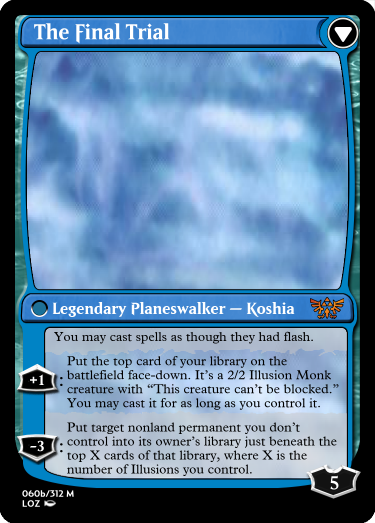 The Final Trial
Legendary Planeswalker — Koshia
You may cast spells as though they had flash.
+1
: Put the top card of your library on the
battlefield face-down. It's a 2/2 Illusion Monk
creature with “This creature can't be blocked.”
You may cast it for as long as you control it.
-3
: Put target nonland permanent you don't
control into its owner's library just beneath the
top X cards of that library, where X is the
number of Illusions you control.
5
060b/312 M
LOZ